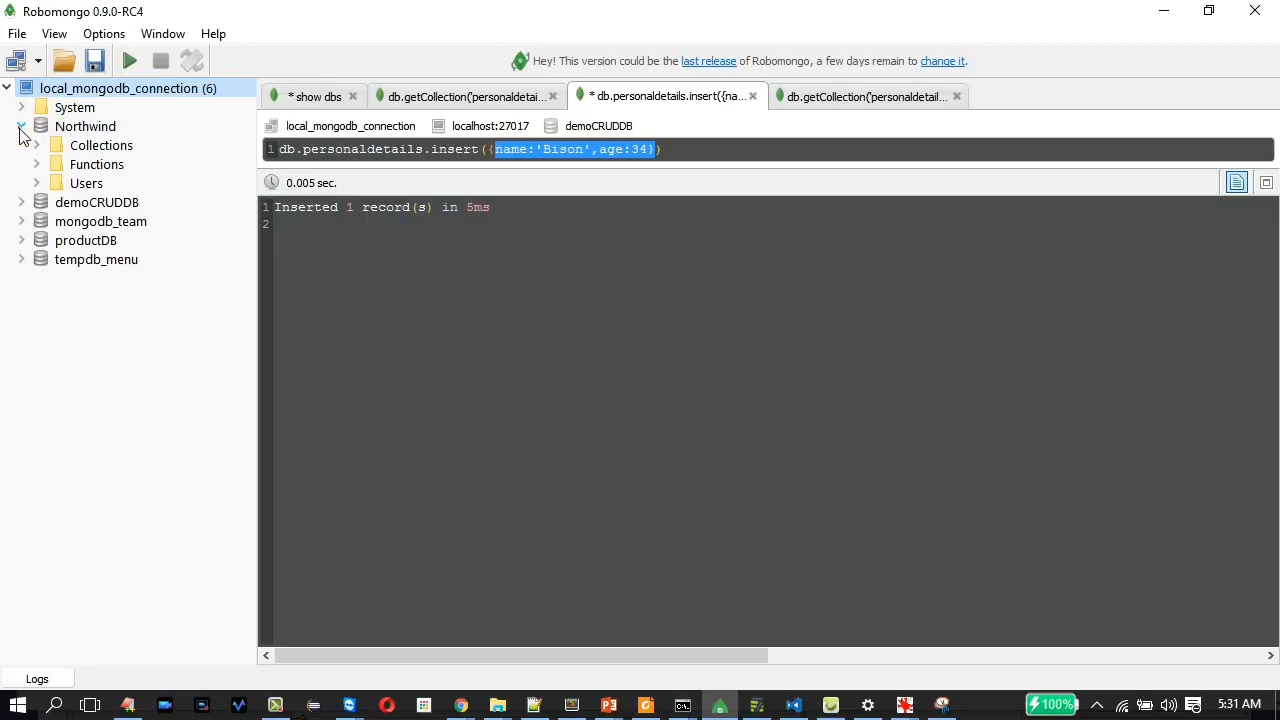 Robomongo 0.9.0-RC4
File View Options Window Help
Hey! This version could be the last release of Robomongo, a few days remain to change it.
local_mongodb_connection (6)
System
Northwind
Collections
Functions
Users
demoCRUDDB
mongodb_team
productDB
tempdb_menu
* show dbs
db.getCollection('personaldetai...
* db.personaldetails.insert({na...
db.getCollection('personaldetail...
local_mongodb_connection localhost:27017 demoCRUDDB
1 db.personaldetails.insert({name:'Bison',age:34})
0.005 sec.
1 Inserted 1 record(s) in 5ms
2
Logs
100%
5:31 AM